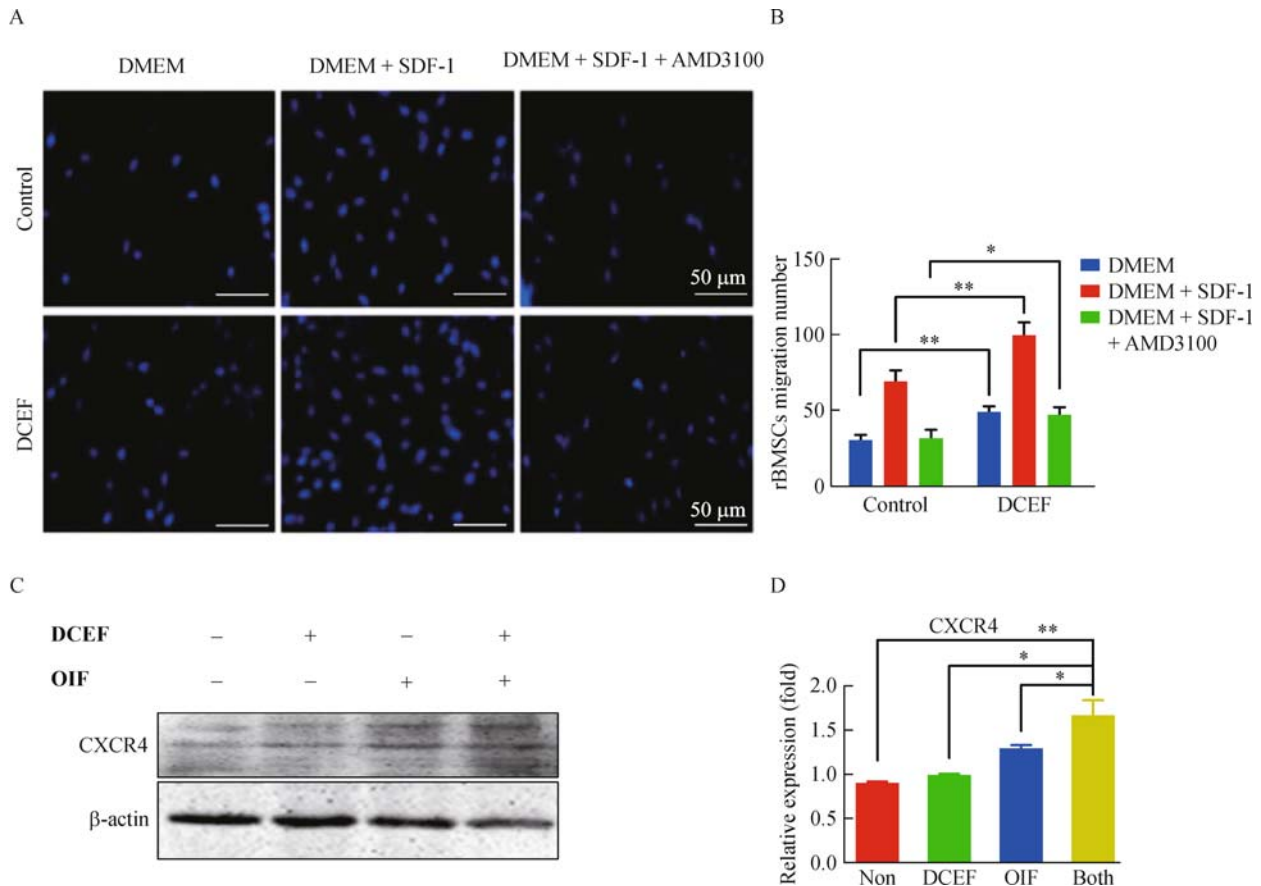 A
DMEM
DMEM + SDF-1
DMEM + SDF-1 + AMD3100
Control
50 μm
DCEF
50 μm
B
rBMSCs migration number
150
100
50
0
*
**
**
Control
DCEF
DMEM
DMEM + SDF-1
DMEM + SDF-1
+ AMD3100
C
DCEF – + – +
OIF – – + +
CXCR4
β-actin
D
CXCR4
**
*
*
Relative expression (fold)
2.0
1.5
1.0
0.5
0.0
Non
DCEF
OIF
Both